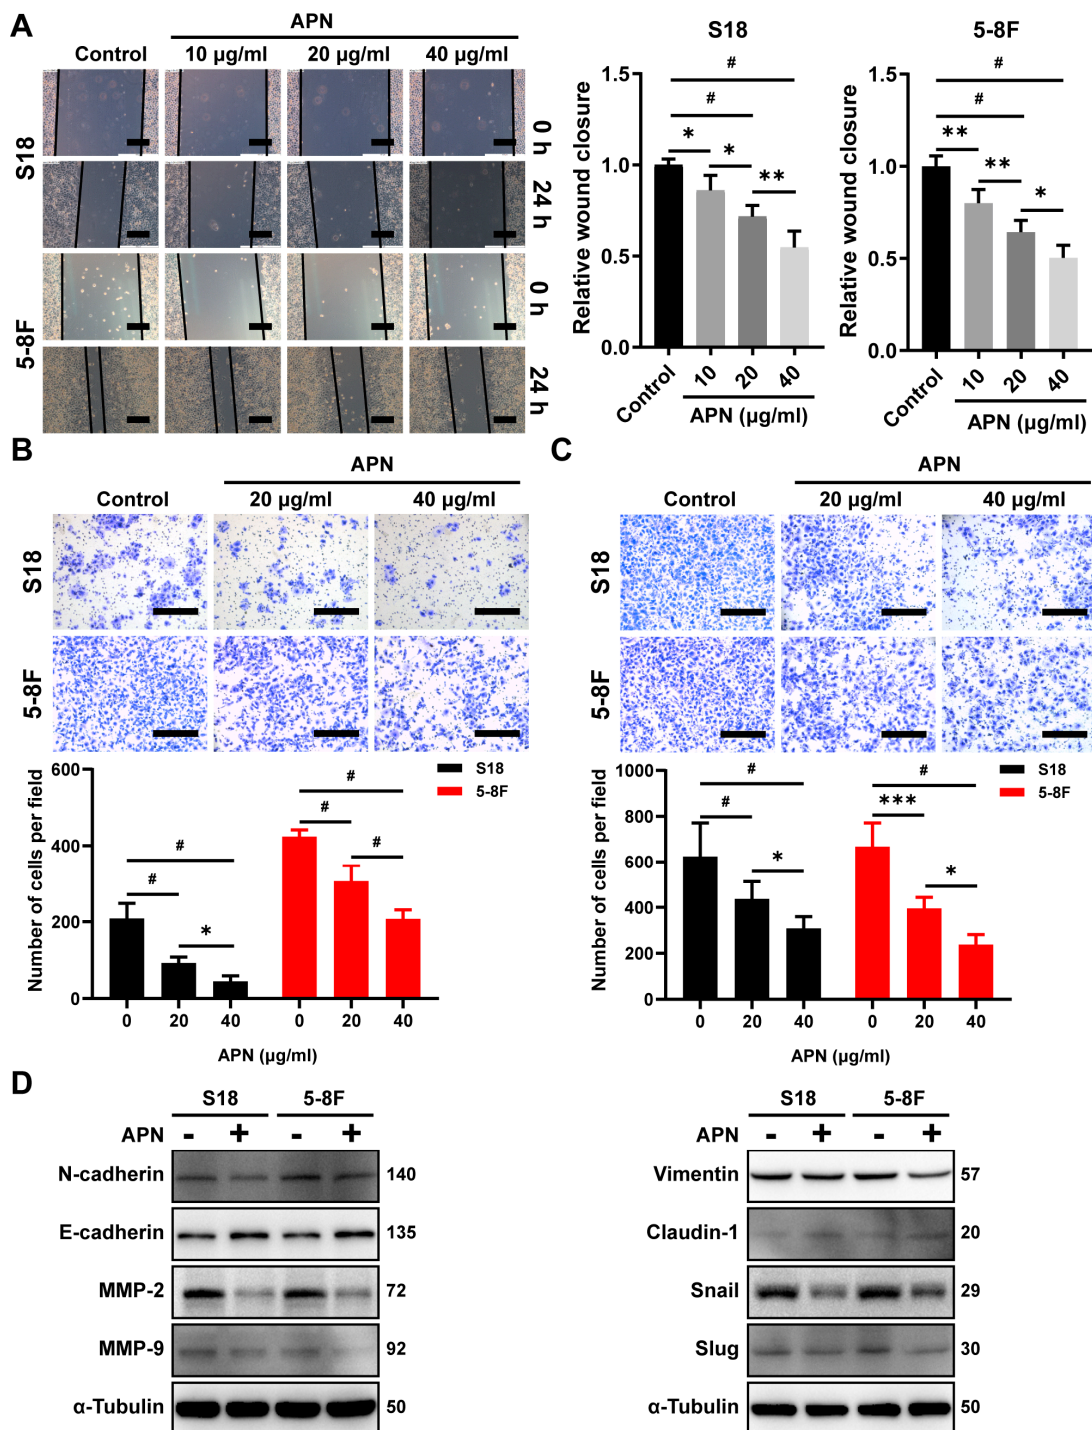 A
APN
Control 10 µg/ml 20 µg/ml 40 µg/ml
S18
0 h
24 h
5-8F
0 h
24 h
S18
Relative wound closure
1.5
1.0
0.5
0.0
#
#
*
*
**
Control 10 20 40
APN (µg/ml)
5-8F
Relative wound closure
1.5
1.0
0.5
0.0
#
#
**
**
*
Control 10 20 40
APN (µg/ml)
B
APN
Control 20 µg/ml 40 µg/ml
S18
5-8F
Number of cells per field
600
400
200
0
S18
5-8F
#
#
*
#
#
#
0 20 40 0 20 40
APN (µg/ml)
C
APN
Control 20 µg/ml 40 µg/ml
S18
5-8F
Number of cells per field
1000
800
600
400
200
0
S18
5-8F
#
#
*
#
***
*
0 20 40 0 20 40
APN (µg/ml)
D
S18 5-8F
APN - + - +
N-cadherin 140
E-cadherin 135
MMP-2 72
MMP-9 92
α-Tubulin 50
S18 5-8F
APN - + - +
Vimentin 57
Claudin-1 20
Snail 29
Slug 30
α-Tubulin 50